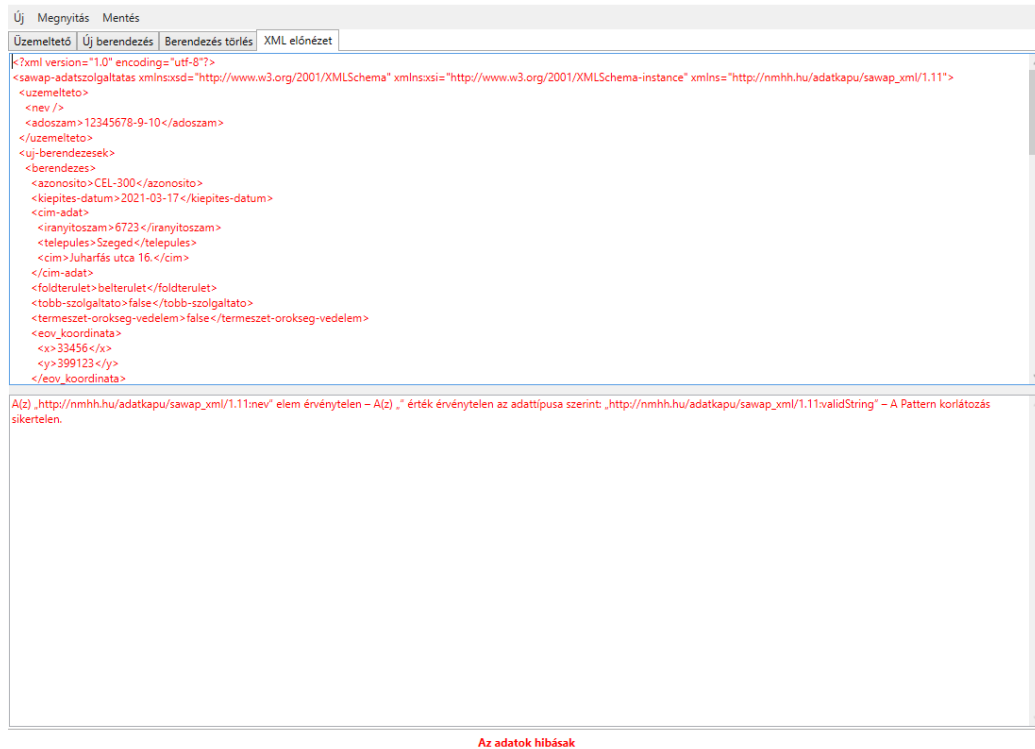 Új Megnyitás Mentés
Üzemeltető Új berendezés Berendezés törlés XML előnézet
<?xml version="1.0" encoding="utf-8"?>
<sawap-adatszolgaltatas xmlns:xsd="http://www.w3.org/2001/XMLSchema" xmlns:xsi="http://www.w3.org/2001/XMLSchema-instance" xmlns="http://nmhh.hu/adatkapu/sawap_xml/1.11">
<uzemelteto>
<nev />
<adoszam>12345678-9-10</adoszam>
</uzemelteto>
<uj-berendezesek>
<berendezes>
<azonosito>CEL-300</azonosito>
<kiepites-datum>2021-03-17</kiepites-datum>
<cim-adat>
<iranyitoszam>6723</iranyitoszam>
<telepules>Szeged</telepules>
<cim>Juharfás utca 16.</cim>
</cim-adat>
<foldterulet>belterulet</foldterulet>
<tobb-szolgaltato>false</tobb-szolgaltato>
<termeszet-orokseg-vedelem>false</termeszet-orokseg-vedelem>
<eov_koordinata>
<x>33456</x>
<y>399123</y>
</eov_koordinata>
A(z) „http://nmhh.hu/adatkapu/sawap_xml/1.11:nev” elem érvénytelen – A(z) „” érték érvénytelen az adattípusa szerint: „http://nmhh.hu/adatkapu/sawap_xml/1.11:validString” – A Pattern korlátozás
sikertelen.
Az adatok hibásak